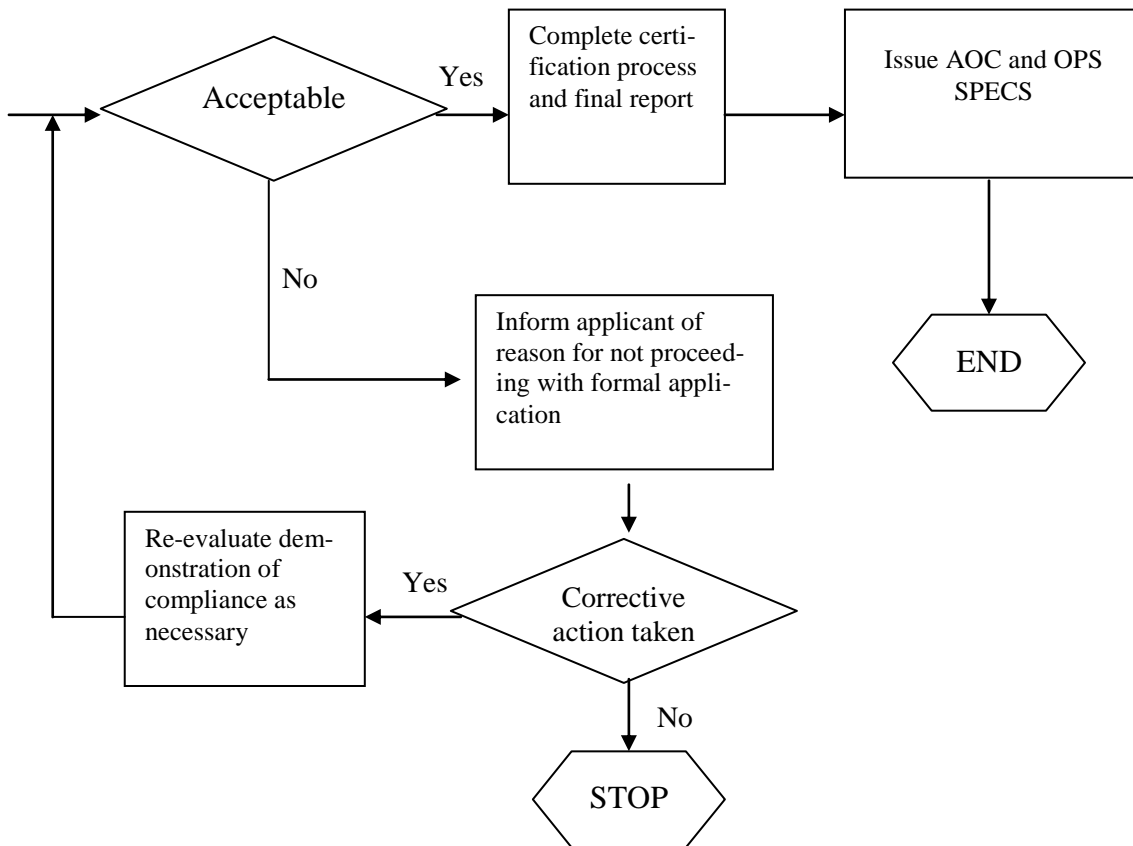 Acceptable
Yes
Complete certi-
fication process
and final report
Issue AOC and OPS
SPECS
END
No
Inform applicant of
reason for not proceed-
ing with formal appli-
cation
Corrective
action taken
Yes
Re-evaluate dem-
onstration of
compliance as
necessary
No
STOP